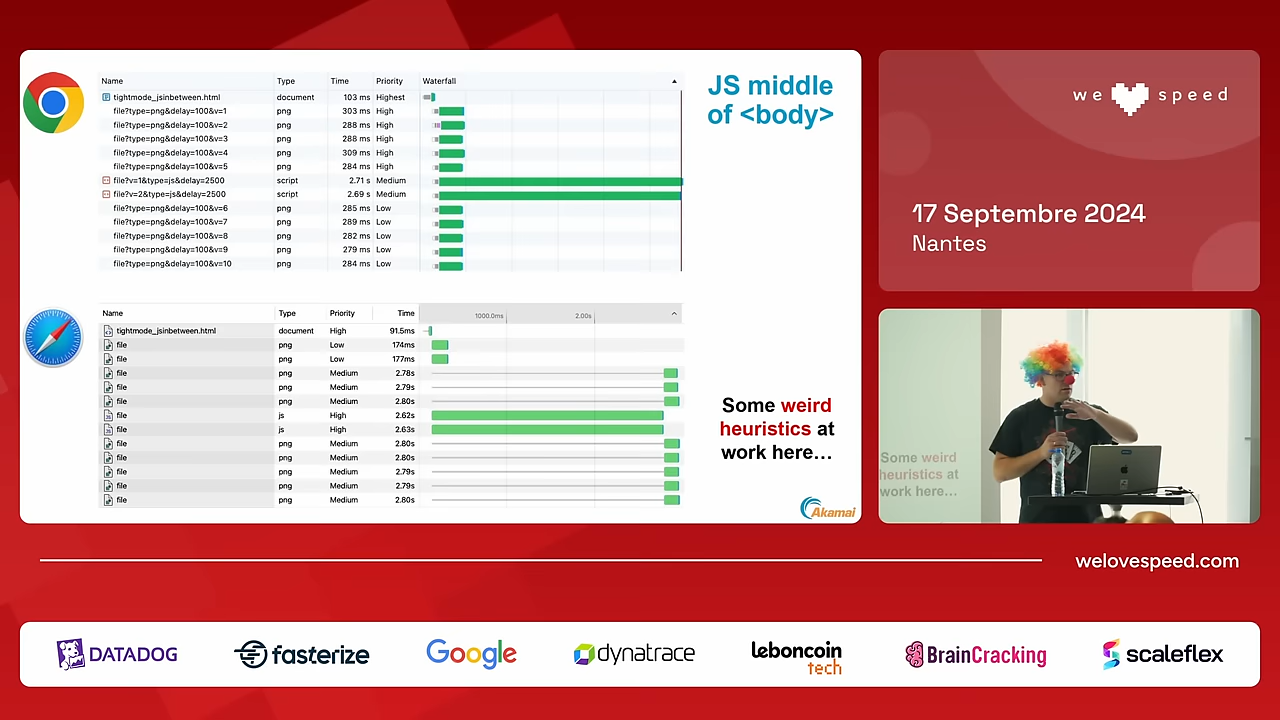 Name Type Time Priority Waterfall
tightmode_jsinbetween.html document 103 ms Highest
file?type=png&delay=100&v=1 png 303 ms High
file?type=png&delay=100&v=2 png 288 ms High
file?type=png&delay=100&v=3 png 288 ms High
file?type=png&delay=100&v=4 png 309 ms High
file?type=png&delay=100&v=5 png 284 ms High
file?v=1&type=js&delay=2500 script 2.71 s Medium
file?v=2&type=js&delay=2500 script 2.69 s Medium
file?type=png&delay=100&v=6 png 285 ms Low
file?type=png&delay=100&v=7 png 289 ms Low
file?type=png&delay=100&v=8 png 282 ms Low
file?type=png&delay=100&v=9 png 279 ms Low
file?type=png&delay=100&v=10 png 284 ms Low
JS middle
of <body>
Name Type Priority Time 1000.0ms 2.00s
tightmode_jsinbetween.html document High 91.5ms
file png Low 174ms
file png Low 177ms
file png Medium 2.78s
file png Medium 2.79s
file png Medium 2.80s
file js High 2.62s
file js High 2.63s
file png Medium 2.80s
file png Medium 2.80s
file png Medium 2.79s
file png Medium 2.79s
file png Medium 2.80s
Some weird
heuristics at
work here…
Akamai
we speed
17 Septembre 2024
Nantes
Some weird
heuristics at
work here…
welovespeed.com
DATADOG
fasterize
Google
dynatrace
leboncoin
tech
BrainCracking
scaleflex